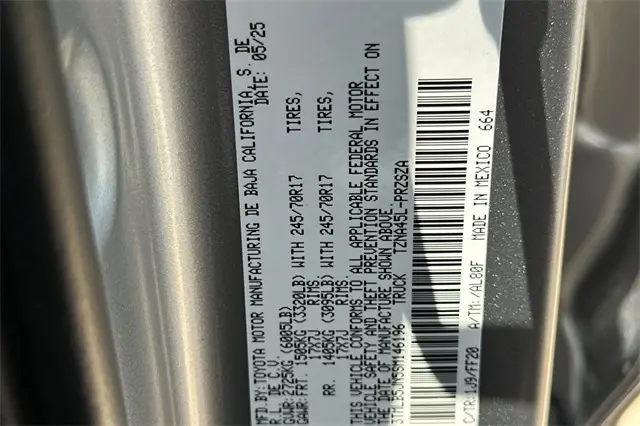 MFD.BY:TOYOTA MOTOR MANUFACTURING DE BAJA CALIFORNIA, S. DE
R.L. DE C.V. DATE: 05/25
GVWR: 2725KG (6005LB)
GAWR: FRT. 1505KG (3320LB) WITH 245/70R17 TIRES,
17X7J RIMS.
RR. 1405KG (3095LB) WITH 245/70R17 TIRES,
17X7J RIMS.
THIS VEHICLE CONFORMS TO ALL APPLICABLE FEDERAL MOTOR
VEHICLE SAFETY AND THEFT PREVENTION STANDARDS IN EFFECT ON
THE DATE OF MANUFACTURE SHOWN ABOVE.
TRUCK TZNA45L-PRZSZA
C/TR:1J9/FF20 A/TM:/AL80F MADE IN MEXICO 664